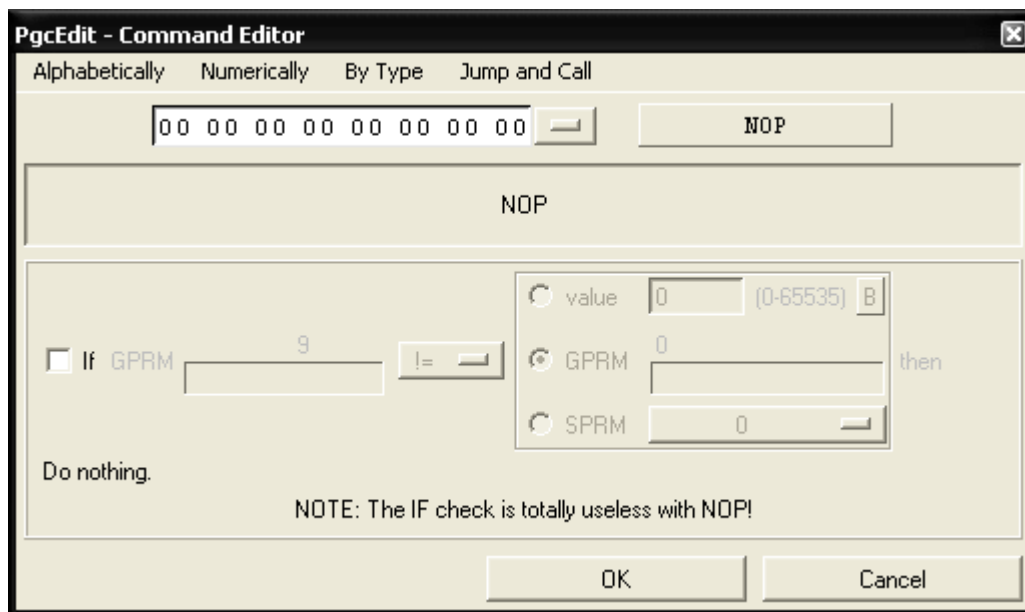 PgcEdit - Command Editor
Alphabetically Numerically By Type Jump and Call
00 00 00 00 00 00 00 00 NOP
NOP
value 0 (0-65535) B
If GPRM 9 != GPRM 0 then
SPRM 0
Do nothing.
NOTE: The IF check is totally useless with NOP!
OK Cancel